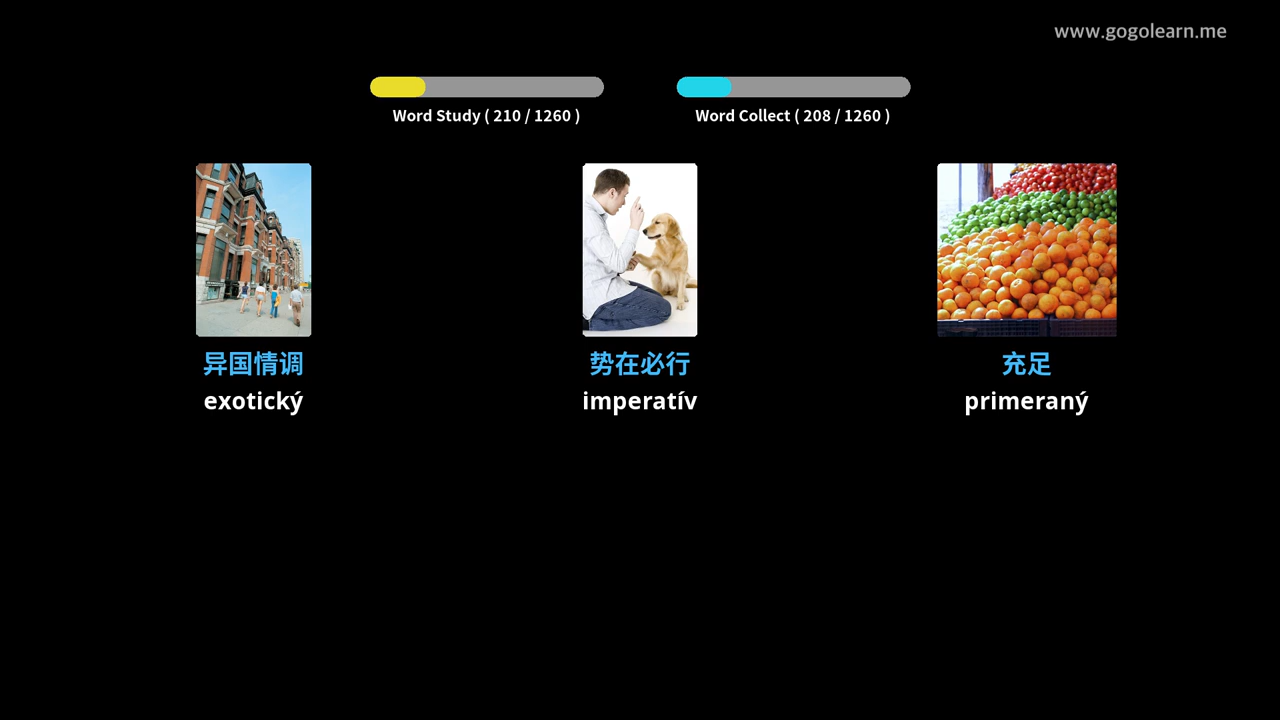 www.gogolearn.me
Word Study ( 210 / 1260 )
Word Collect ( 208 / 1260 )
异国情调
势在必行
充足
exotický
imperatív
primeraný